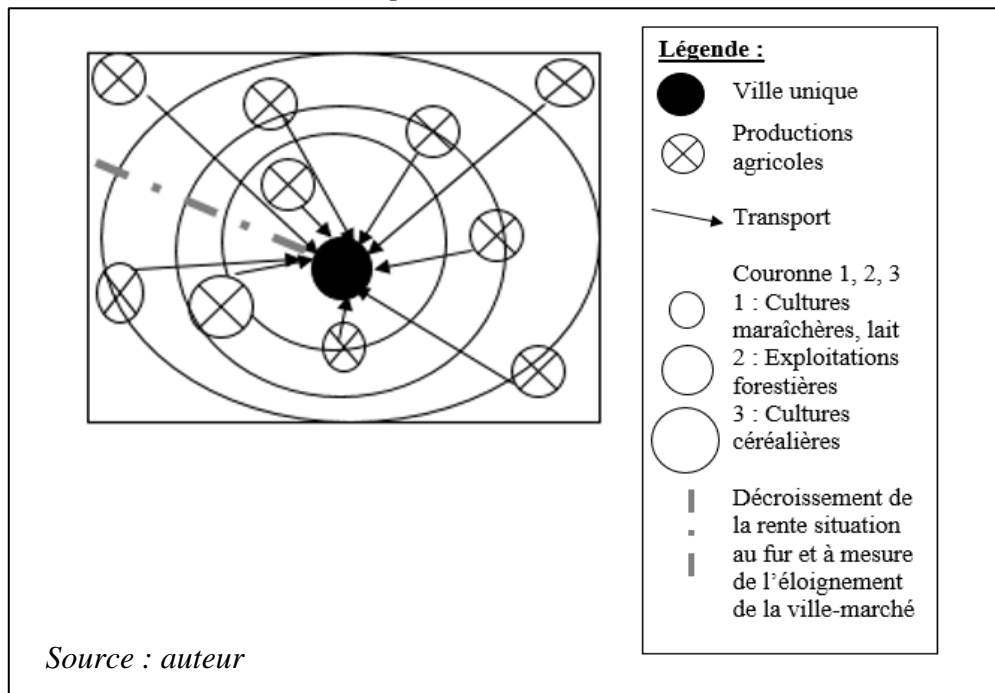 Légende :
Ville unique
Productions
agricoles
Transport
Couronne 1, 2, 3
1 : Cultures
maraîchères, lait
2 : Exploitations
forestières
3 : Cultures
céréalières
Décroissement de
la rente situation
au fur et à mesure
de l’éloignement
de la ville-marché
Source : auteur